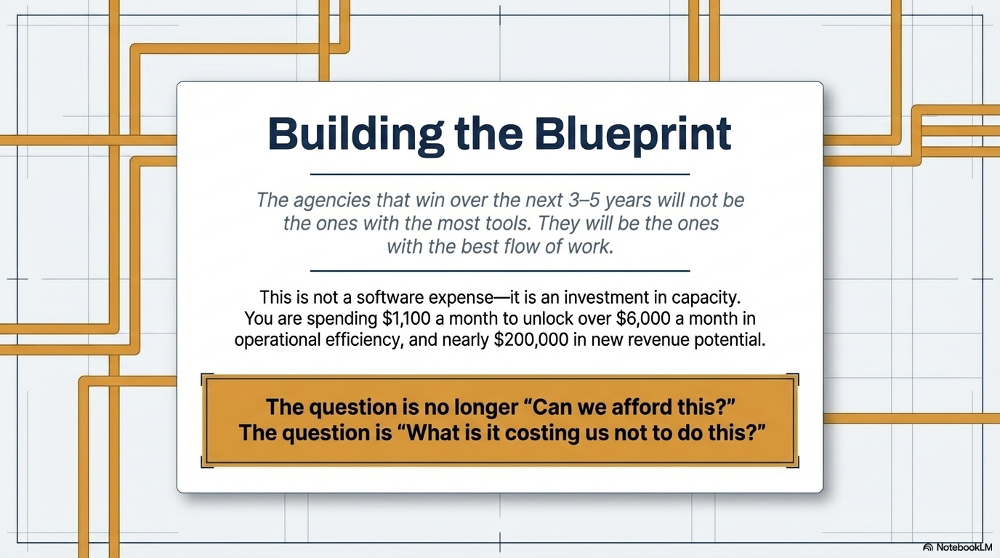 Building the Blueprint
The agencies that win over the next 3–5 years will not be
the ones with the most tools. They will be the ones
with the best flow of work.
This is not a software expense—it is an investment in capacity.
You are spending $1,100 a month to unlock over $6,000 a month in
operational efficiency, and nearly $200,000 in new revenue potential.
The question is no longer “Can we afford this?”
The question is “What is it costing us not to do this?”
NotebookLM